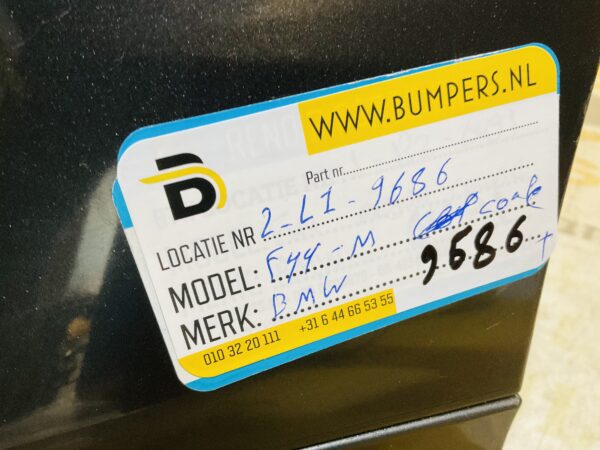 WWW.BUMPERS.NL
Part nr
B
LOCATIE NR 2-L1-9686
MODEL: F44-M
MERK: BMW 9686
010 32 20 111 +31 6 44 66 53 55